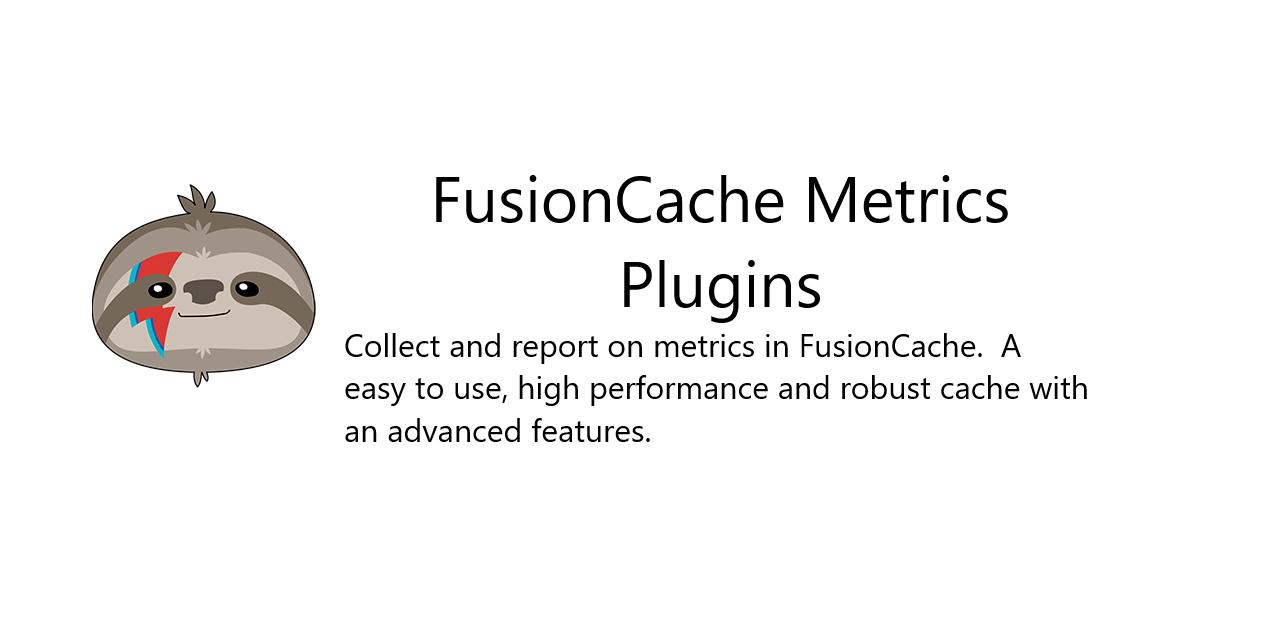 FusionCache Metrics
Plugins
Collect and report on metrics in FusionCache.  A
easy to use, high performance and robust cache with
an advanced features.